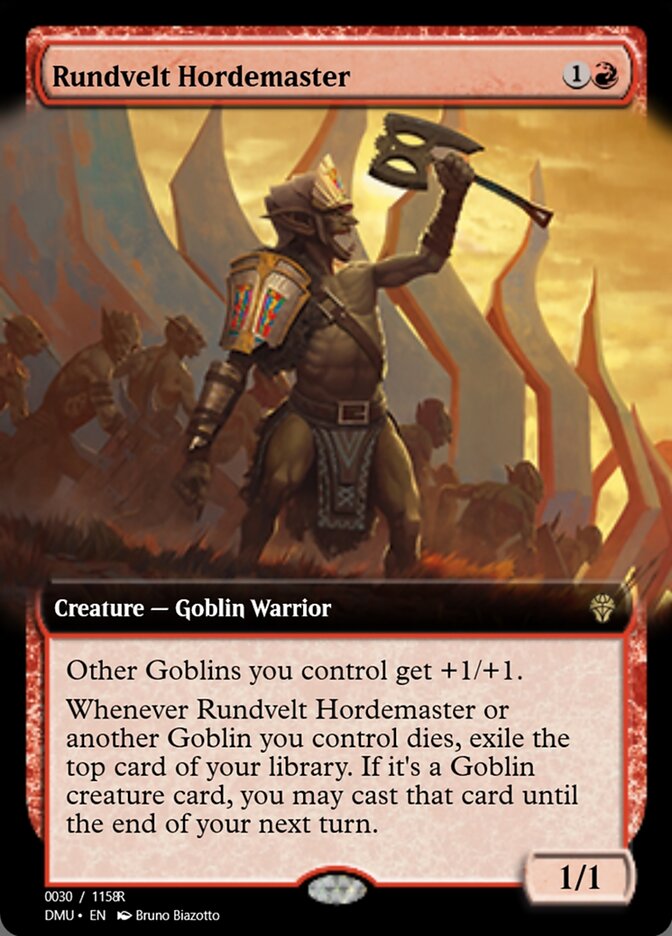 Rundvelt Hordemaster 1
Creature — Goblin Warrior
Other Goblins you control get +1/+1.
Whenever Rundvelt Hordemaster or
another Goblin you control dies, exile the
top card of your library. If it's a Goblin
creature card, you may cast that card until
the end of your next turn.
1/1
0030 / 1158R
DMU • EN Bruno Biazotto